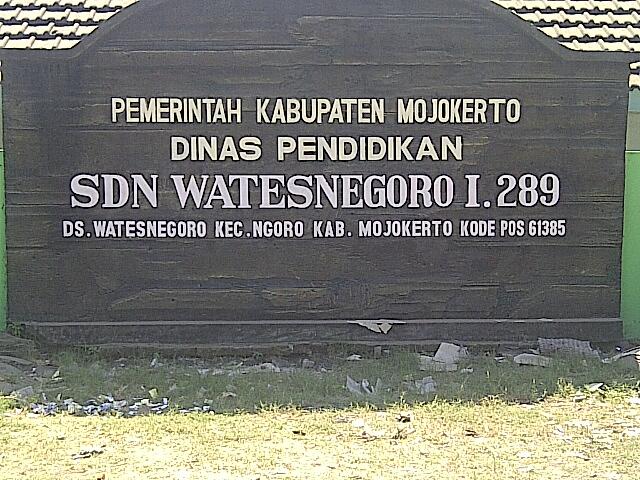 PEMERINTAH KABUPATEN MOJOKERTO
DINAS PENDIDIKAN
SDN WATESNEGORO I. 289
DS. WATESNEGORO KEC. NGORO KAB. MOJOKERTO KODE POS 61385